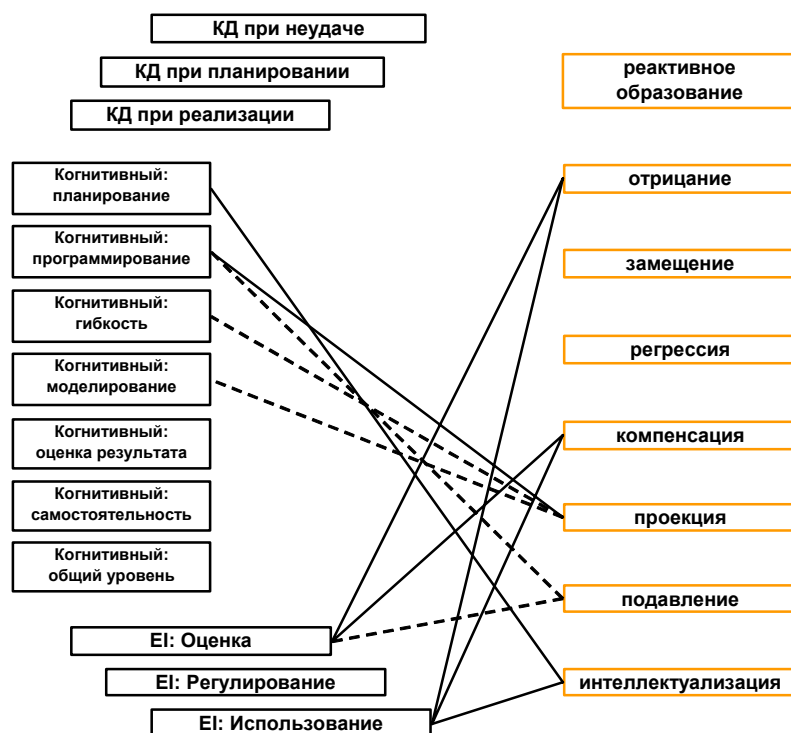 КД при неудаче
КД при планировании
КД при реализации
Когнитивный:
планирование
Когнитивный:
программирование
Когнитивный:
гибкость
Когнитивный:
моделирование
Когнитивный:
оценка результата
Когнитивный:
самостоятельность
Когнитивный:
общий уровень
EI: Оценка
EI: Регулирование
EI: Использование
реактивное
образование
отрицание
замещение
регрессия
компенсация
проекция
подавление
интеллектуализация